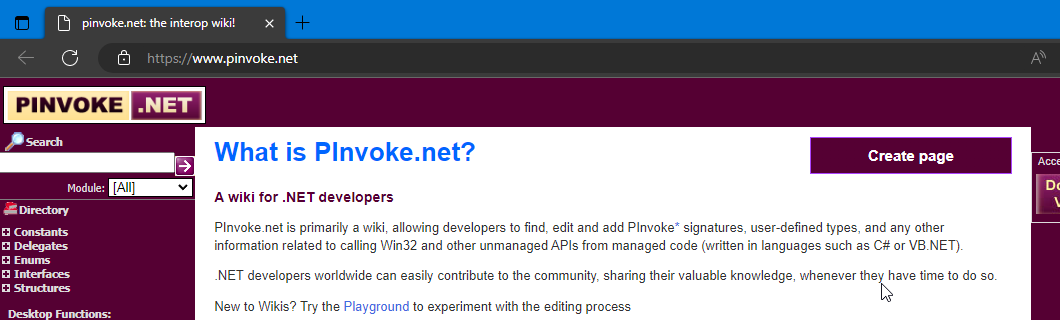 pinvoke.net: the interop wiki!
https://www.pinvoke.net
PINVOKE .NET
Search
Module: [All]
Directory
Constants
Delegates
Enums
Interfaces
Structures
Desktop Functions:
What is PInvoke.net?
Create page
A wiki for .NET developers
PInvoke.net is primarily a wiki, allowing developers to find, edit and add PInvoke* signatures, user-defined types, and any other
information related to calling Win32 and other unmanaged APIs from managed code (written in languages such as C# or VB.NET).
.NET developers worldwide can easily contribute to the community, sharing their valuable knowledge, whenever they have time to do so.
New to Wikis? Try the Playground to experiment with the editing process